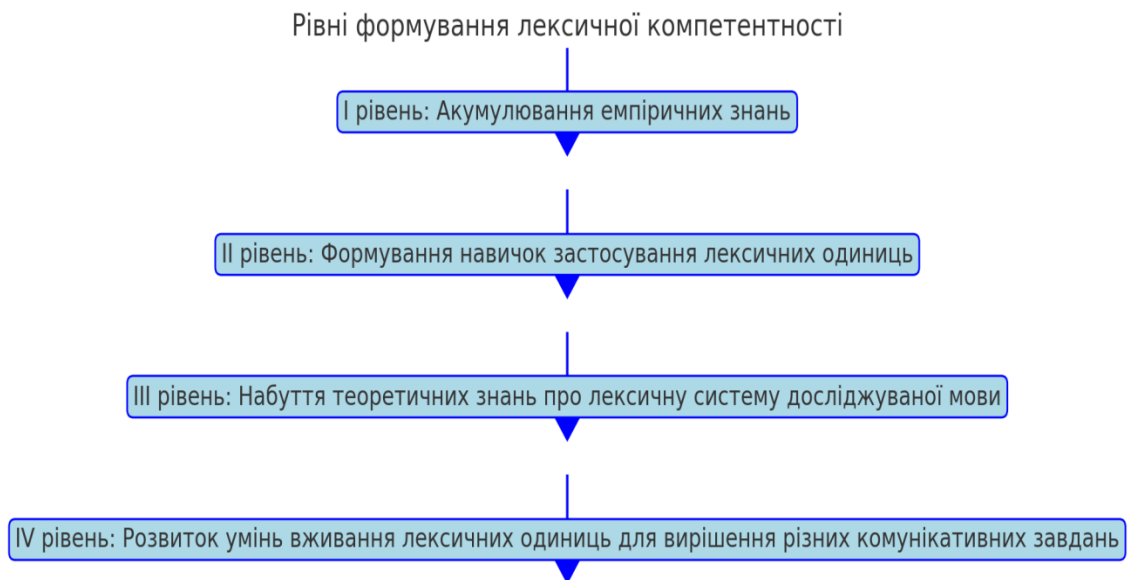 Рівні формування лексичної компетентності
І рівень: Акумулювання емпіричних знань
ІІ рівень: Формування навичок застосування лексичних одиниць
ІІІ рівень: Набуття теоретичних знань про лексичну систему досліджуваної мови
IV рівень: Розвиток умінь вживання лексичних одиниць для вирішення різних комунікативних завдань